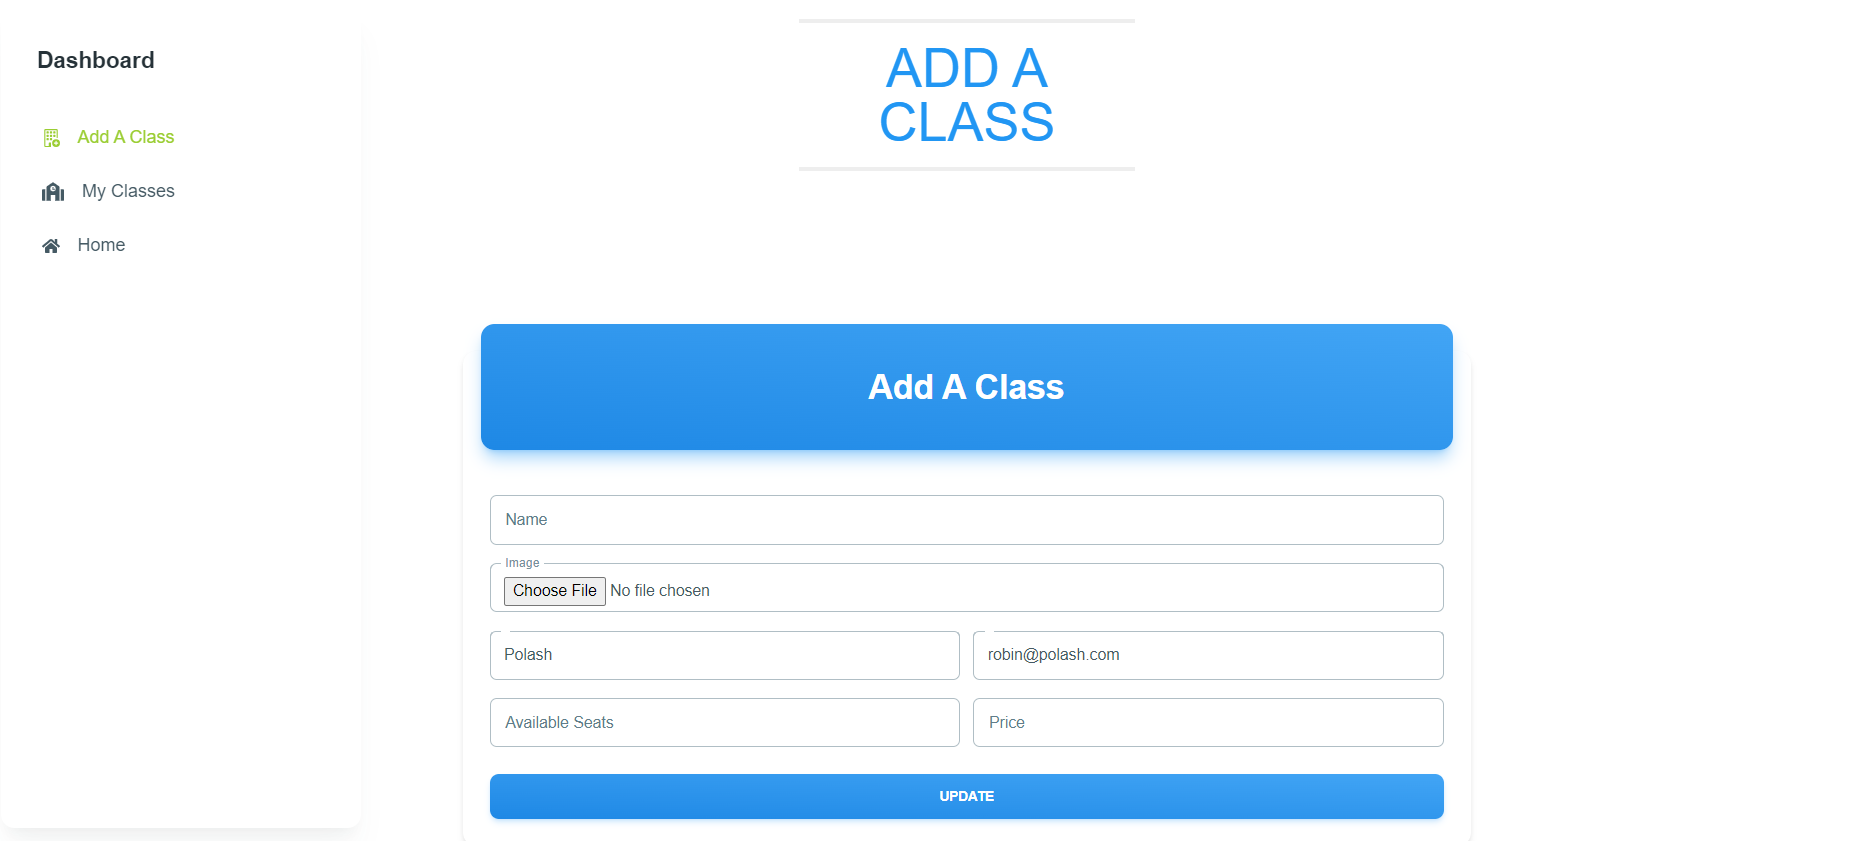 Dashboard
Add A Class
My Classes
Home
ADD A
CLASS
Add A Class
Name
Image
Choose File No file chosen
Polash
robin@polash.com
Available Seats
Price
UPDATE